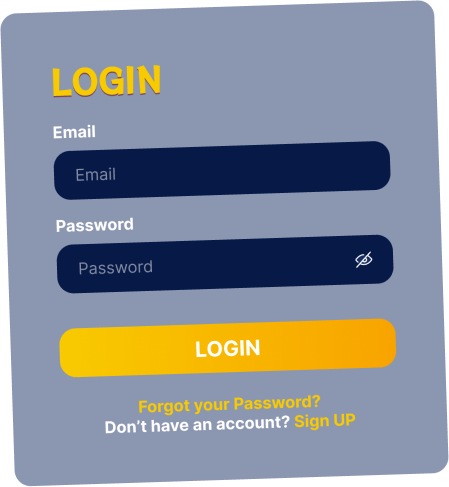 LOGIN
Email
Email
Password
Password
LOGIN
Forgot your Password?
Don't have an account? Sign UP